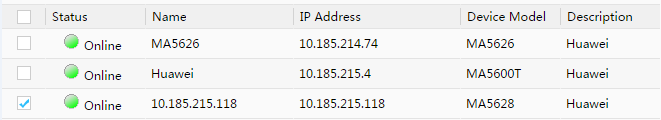 Status Name IP Address Device Model Description
Online MA5626 10.185.214.74 MA5626 Huawei
Online Huawei 10.185.215.4 MA5600T Huawei
Online 10.185.215.118 10.185.215.118 MA5628 Huawei